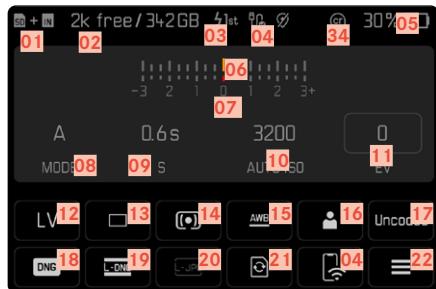 SD + IN 2k free/342GB 1st cr 30%
01 02 03 04 34 05
06
-3 2 1 0 1 2 3+
07
A 0.6s 3200 0
MODE S AUTO ISO EV
08 09 10 11
LV AWB Uncoded
12 13 14 15 16 17
DNG L-DNG L-JPG
18 19 20 21 04 22